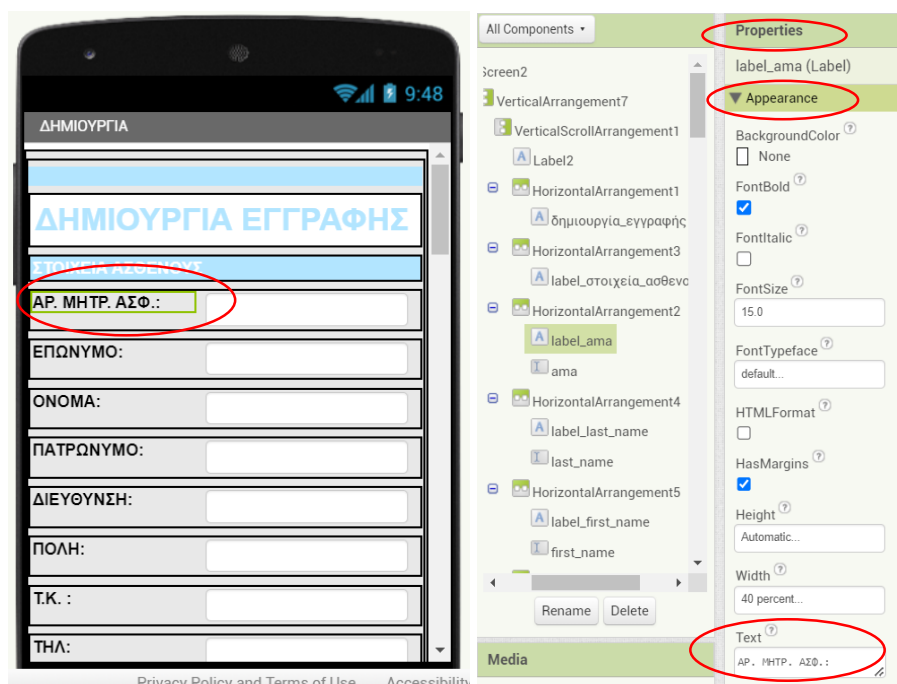 9:48
ΔΗΜΙΟΥΡΓΙΑ
ΔΗΜΙΟΥΡΓΙΑ ΕΓΓΡΑΦΗΣ
ΣΤΟΙΧΕΙΑ ΑΣΘΕΝΟΥΣ
ΑΡ. ΜΗΤΡ. ΑΣΦ.:
ΕΠΩΝΥΜΟ:
ΟΝΟΜΑ:
ΠΑΤΡΩΝΥΜΟ:
ΔΙΕΥΘΥΝΣΗ:
ΠΟΛΗ:
Τ.Κ. :
ΤΗΛ:
Privacy Policy and Terms of Use Accessibility
All Components
Screen2
VerticalArrangement7
VerticalScrollArrangement1
A Label2
HorizontalArrangement1
A δημιουργία_εγγραφής
HorizontalArrangement3
A label_στοιχεία_ασθενο
HorizontalArrangement2
A label_ama
I ama
HorizontalArrangement4
A label_last_name
I last_name
HorizontalArrangement5
A label_first_name
I first_name
Rename Delete
Media
Properties
label_ama (Label)
Appearance
BackgroundColor ?
None
FontBold ?
FontItalic ?
FontSize ?
15.0
FontTypeface ?
default...
HTMLFormat ?
HasMargins ?
Height ?
Automatic...
Width ?
40 percent...
Text ?
ΑΡ. ΜΗΤΡ. ΑΣΦ.: